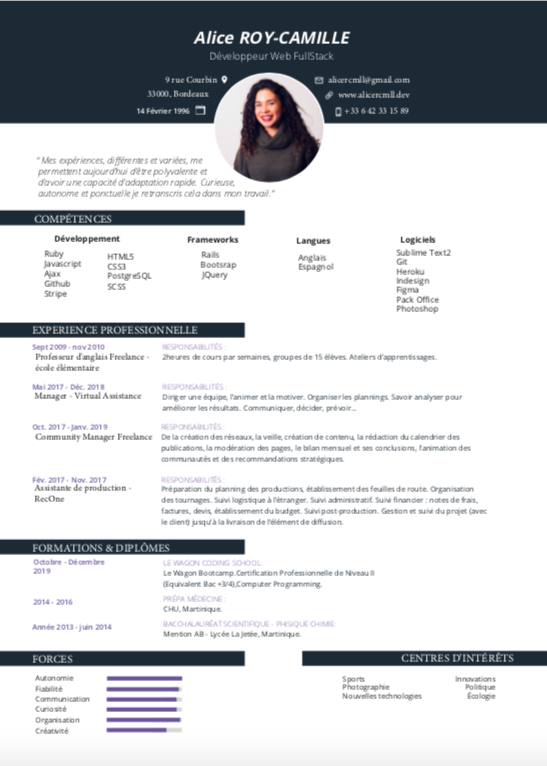 Alice ROY-CAMILLE
Développeur Web FullStack
9 rue Courbin
33000, Bordeaux
14 Février 1996
alicercmll@gmail.com
www.alicercmll.dev
+33 6 42 33 15 89
" Mes expériences, différentes et variées, me
permettent aujourd'hui d'être polyvalente et
d'avoir une capacité d'adaptation rapide. Curieuse,
autonome et ponctuelle je retranscris cela dans mon travail."
COMPÉTENCES
Développement
Ruby
Javascript
Ajax
Github
Stripe
HTML5
CSS3
PostgreSQL
SCSS
Frameworks
Rails
Bootsrap
JQuery
Langues
Anglais
Espagnol
Logiciels
Sublime Text2
Git
Heroku
Indesign
Figma
Pack Office
Photoshop
EXPERIENCE PROFESSIONNELLE
Sept 2009 - nov 2010
Professeur d'anglais Freelance -
école élémentaire
RESPONSABILITÉS :
2heures de cours par semaines, groupes de 15 élèves. Ateliers d'apprentissages.
Mai 2017 - Déc. 2018
Manager - Virtual Assistance
RESPONSABILITÉS :
Diriger une équipe, l'animer et la motiver. Organiser les plannings. Savoir analyser pour
améliorer les résultats. Communiquer, décider, prévoir...
Oct. 2017 - Janv. 2019
Community Manager Freelance
RESPONSABILITÉS :
De la création des réseaux, la veille, création de contenu, la rédaction du calendrier des
publications, la modération des pages, le bilan mensuel et ses conclusions, l'animation des
communautés et des recommandations stratégiques.
Fév. 2017 - Nov. 2017
Assistante de production -
RecOne
RESPONSABILITÉS :
Préparation du planning des productions, établissement des feuilles de route. Organisation
des tournages. Suivi logistique à l'étranger. Suivi administratif. Suivi financier : notes de frais,
factures, devis, établissement du budget. Suivi post-production. Gestion et suivi du projet (avec
le client) jusqu'à la livraison de l'élément de diffusion.
FORMATIONS & DIPLÔMES
Octobre - Décembre
2019
LE WAGON CODING SCHOOL:
Le Wagon Bootcamp.Certification Professionnelle de Niveau II
(Equivalent Bac +3/4),Computer Programming.
2014 - 2016
PRÉPA MÉDECINE :
CHU, Martinique.
Année 2013 - juin 2014
BACCHALAURÉAT SCIENTIFIQUE - PHISIQUE CHIMIE:
Mention AB - Lycée La Jetée, Martinique.
FORCES
Autonomie
Fiabilité
Communication
Curiosité
Organisation
Créativité
CENTRES D'INTÉRÊTS
Sports
Photographie
Nouvelles technologies
Innovations
Politique
Écologie